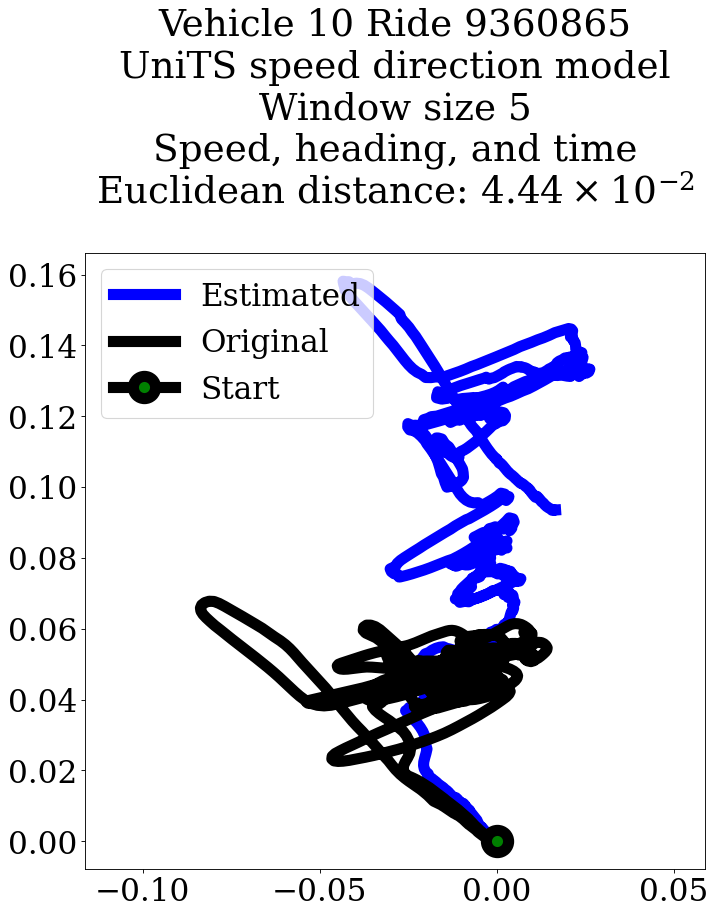 Vehicle 10 Ride 9360865
UniTS speed direction model
Window size 5
Speed, heading, and time
Euclidean distance: 4.44 × 10⁻²
0.16
Estimated
0.14
Original
Start
0.12
0.10
0.08
0.06
0.04
0.02
0.00
−0.10 −0.05 0.00 0.05